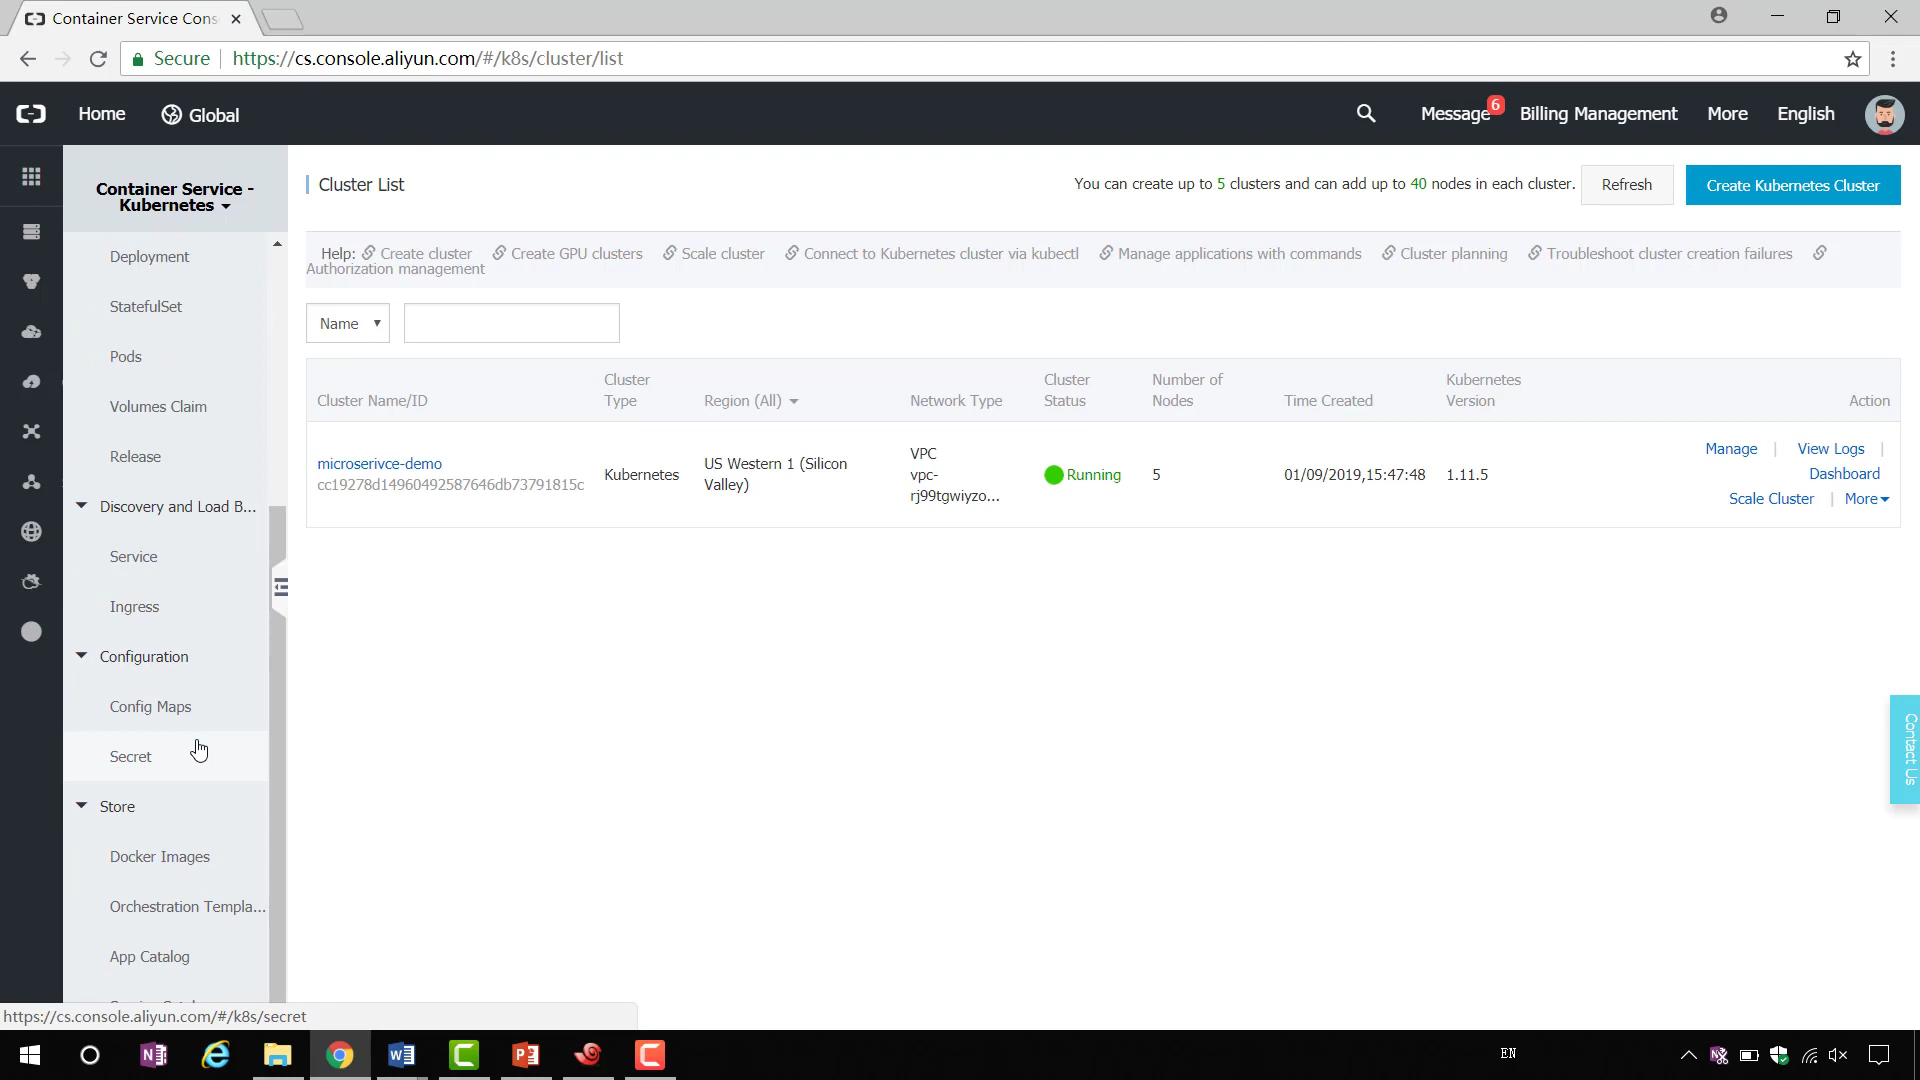 Container Service Cons
Secure
https://cs.console.aliyun.com/#/k8s/cluster/list
Home
Global
Message
6
Billing Management
More
English
Container Service -
Kubernetes
Deployment
StatefulSet
Pods
Volumes Claim
Release
Discovery and Load B...
Service
Ingress
Configuration
Config Maps
Secret
Store
Docker Images
Orchestration Templa...
App Catalog
https://cs.console.aliyun.com/#/k8s/secret
Cluster List
You can create up to 5 clusters and can add up to 40 nodes in each cluster.
Refresh
Create Kubernetes Cluster
Help: Create cluster Create GPU clusters Scale cluster Connect to Kubernetes cluster via kubectl Manage applications with commands Cluster planning Troubleshoot cluster creation failures
Authorization management
Name
Cluster Name/ID
Cluster
Type
Region (All)
Network Type
Cluster
Status
Number of
Nodes
Time Created
Kubernetes
Version
Action
microserivce-demo
cc19278d14960492587646db73791815c
Kubernetes
US Western 1 (Silicon
Valley)
VPC
vpc-
rj99tgwiyzo...
Running
5
01/09/2019,15:47:48
1.11.5
Manage | View Logs |
Dashboard
Scale Cluster | More
Contact Us
EN